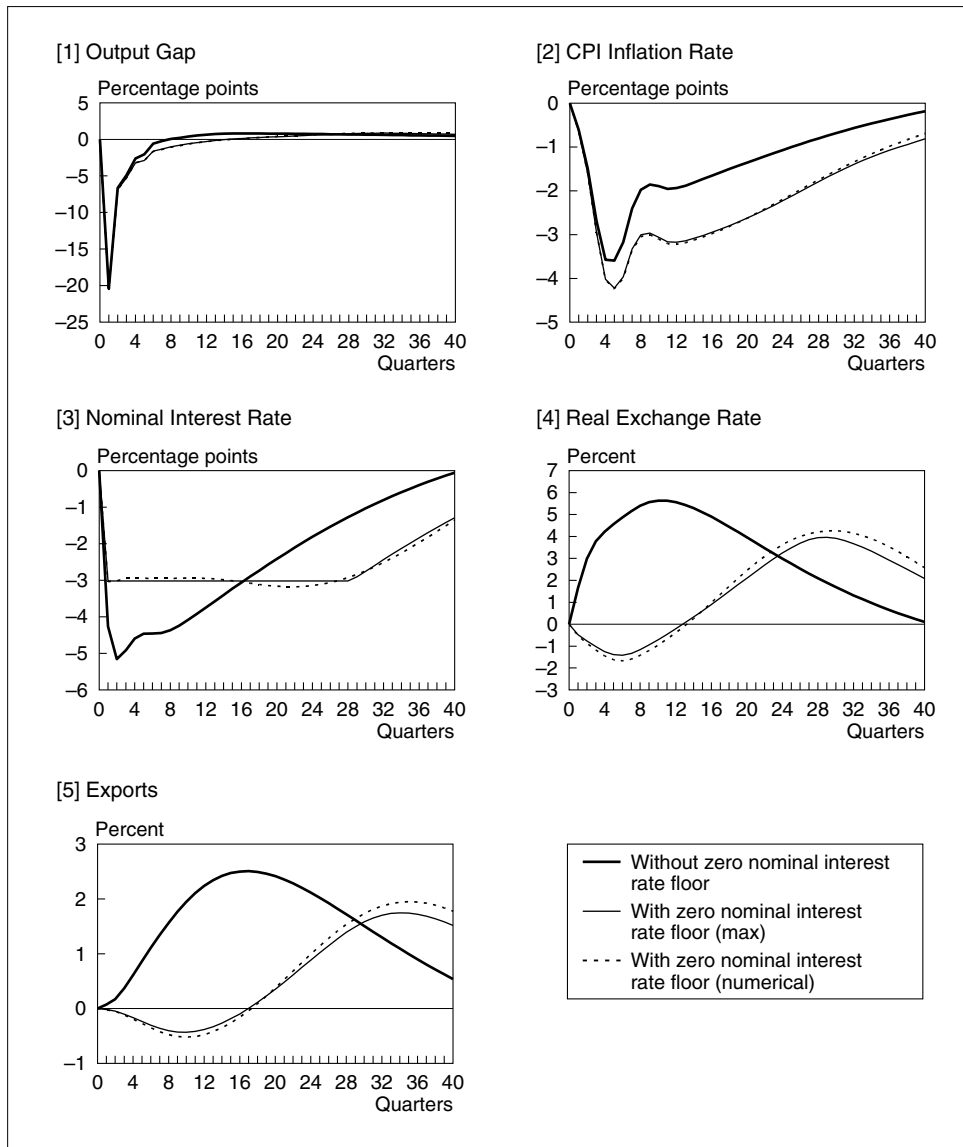 [1] Output Gap
Percentage points
5
0
–5
–10
–15
–20
–25
0 4 8 12 16 20 24 28 32 36 40
Quarters
[2] CPI Inflation Rate
Percentage points
0
–1
–2
–3
–4
–5
0 4 8 12 16 20 24 28 32 36 40
Quarters
[3] Nominal Interest Rate
Percentage points
0
–1
–2
–3
–4
–5
–6
0 4 8 12 16 20 24 28 32 36 40
Quarters
[4] Real Exchange Rate
Percent
7
6
5
4
3
2
1
0
–1
–2
–3
0 4 8 12 16 20 24 28 32 36 40
Quarters
[5] Exports
Percent
3
2
1
0
–1
0 4 8 12 16 20 24 28 32 36 40
Quarters
Without zero nominal interest
rate floor
With zero nominal interest
rate floor (max)
With zero nominal interest
rate floor (numerical)